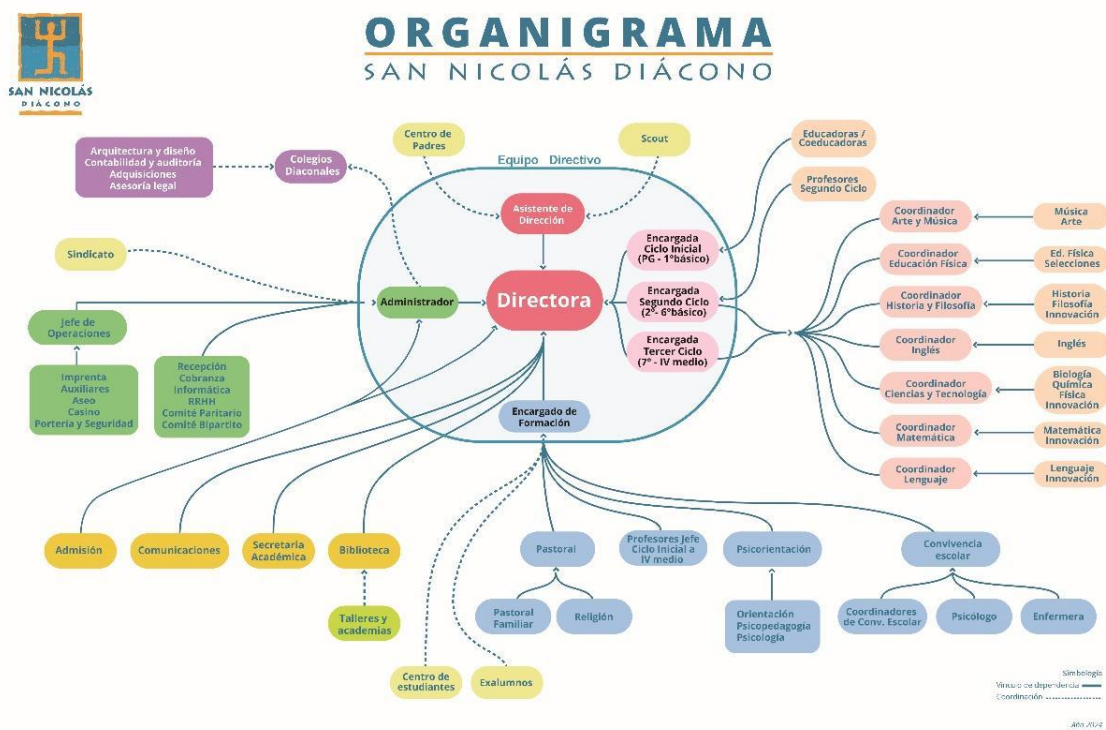 ORGANIGRAMA
SAN NICOLÁS DIÁCONO
SAN NICOLÁS
DIÁCONO
Centro de
Padres
Scout
Educadoras /
Coeducadoras
Arquitectura y diseño
Contabilidad y auditoría
Adquisiciones
Asesoría legal
Colegios
Diaconales
Equipo Directivo
Profesores
Segundo Ciclo
Asistente de
Dirección
Coordinador
Arte y Música
Música
Arte
Sindicato
Encargada
Ciclo Inicial
(PG - 1°básico)
Coordinador
Educación Física
Ed. Física
Selecciones
Administrador
Directora
Encargada
Segundo Ciclo
(2°- 6°básico)
Coordinador
Historia y Filosofía
Historia
Filosofía
Innovación
Jefe de
Operaciones
Encargada
Tercer Ciclo
(7° - IV medio)
Coordinador
Inglés
Inglés
Imprenta
Auxiliares
Aseo
Casino
Portería y Seguridad
Recepción
Cobranza
Informática
RRHH
Comité Paritario
Comité Bipartito
Coordinador
Ciencias y Tecnología
Biología
Química
Física
Innovación
Encargado de
Formación
Coordinador
Matemática
Matemática
Innovación
Coordinador
Lenguaje
Lenguaje
Innovación
Admisión
Comunicaciones
Secretaria
Académica
Biblioteca
Pastoral
Profesores Jefe
Ciclo Inicial a
IV medio
Psicorientación
Convivencia
escolar
Talleres y
academias
Pastoral
Familiar
Religión
Orientación
Psicopedagogía
Psicología
Coordinadores
de Conv. Escolar
Psicólogo
Enfermera
Centro de
estudiantes
Exalumnos
Simbología
Vínculo de dependencia
Coordinación
Año 2024